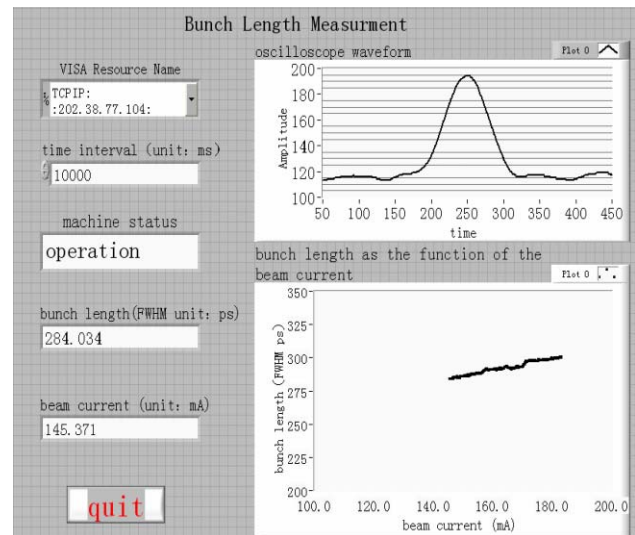 Bunch Length Measurment
VISA Resource Name
TCPIP:
:202.38.77.104:
time interval (unit: ms)
10000
machine status
operation
bunch length(FWHM unit: ps)
284.034
beam current (unit: mA)
145.371
quit
oscilloscope waveform
Plot 0
Amplitude
200
180
160
140
120
100
50 100 150 200 250 300 350 400 450
time
bunch length as the function of the
beam current
Plot 0
bunch length (FWHM ps)
350
325
300
275
250
225
200
100.0 120.0 140.0 160.0 180.0 200.0
beam current (mA)